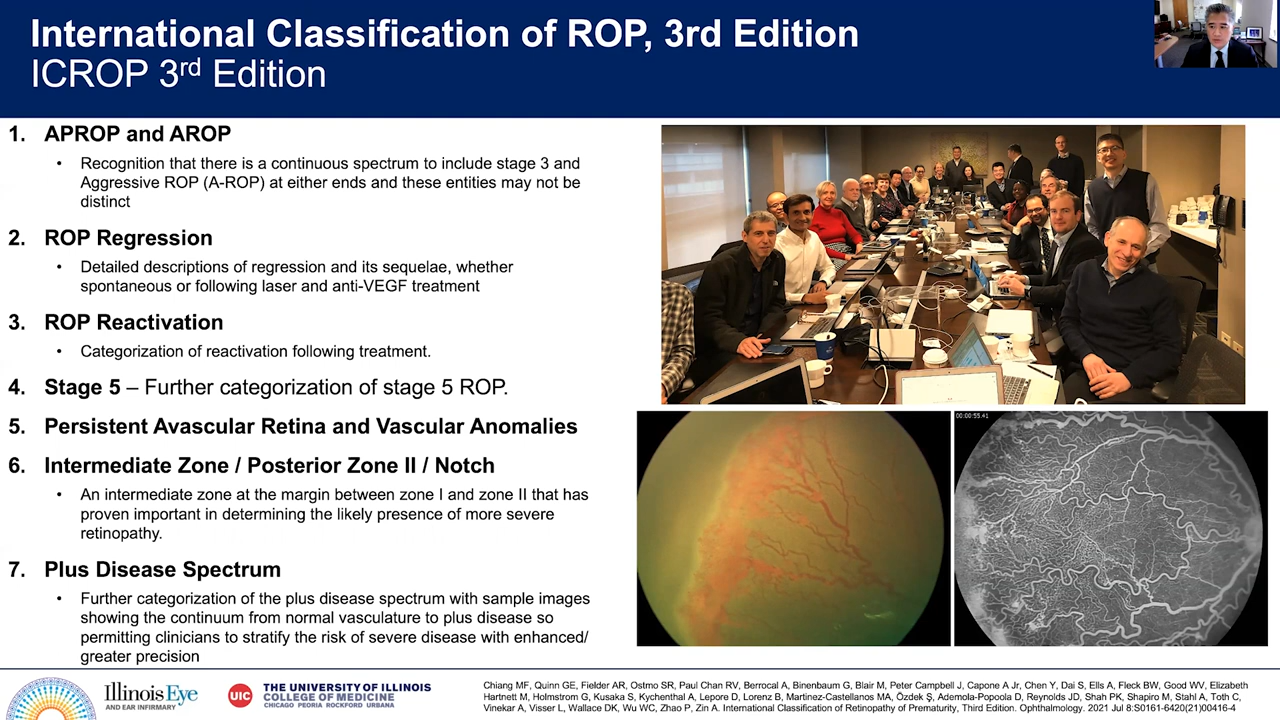 International Classification of ROP, 3rd Edition
ICROP 3rd Edition
1. APROP and AROP
• Recognition that there is a continuous spectrum to include stage 3 and
Aggressive ROP (A-ROP) at either ends and these entities may not be
distinct
2. ROP Regression
• Detailed descriptions of regression and its sequelae, whether
spontaneous or following laser and anti-VEGF treatment
3. ROP Reactivation
• Categorization of reactivation following treatment.
4. Stage 5 – Further categorization of stage 5 ROP.
5. Persistent Avascular Retina and Vascular Anomalies
6. Intermediate Zone / Posterior Zone II / Notch
• An intermediate zone at the margin between zone I and zone II that has
proven important in determining the likely presence of more severe
retinopathy.
7. Plus Disease Spectrum
• Further categorization of the plus disease spectrum with sample images
showing the continuum from normal vasculature to plus disease so
permitting clinicians to stratify the risk of severe disease with enhanced/
greater precision
00:00:55.41
Illinois Eye
AND EAR INFIRMARY
UIC
THE UNIVERSITY OF ILLINOIS
COLLEGE OF MEDICINE
CHICAGO PEORIA ROCKFORD URBANA
Chiang MF, Quinn GE, Fielder AR, Ostmo SR, Paul Chan RV, Berrocal A, Binenbaum G, Blair M, Peter Campbell J, Capone A Jr, Chen Y, Dai S, Ells A, Fleck BW, Good WV, Elizabeth
Hartnett M, Holmstrom G, Kusaka S, Kychenthal A, Lepore D, Lorenz B, Martinez-Castellanos MA, Özdek Ş, Ademola-Popoola D, Reynolds JD, Shah PK, Shapiro M, Stahl A, Toth C,
Vinekar A, Visser L, Wallace DK, Wu WC, Zhao P, Zin A. International Classification of Retinopathy of Prematurity, Third Edition. Ophthalmology. 2021 Jul 8:S0161-6420(21)00416-4